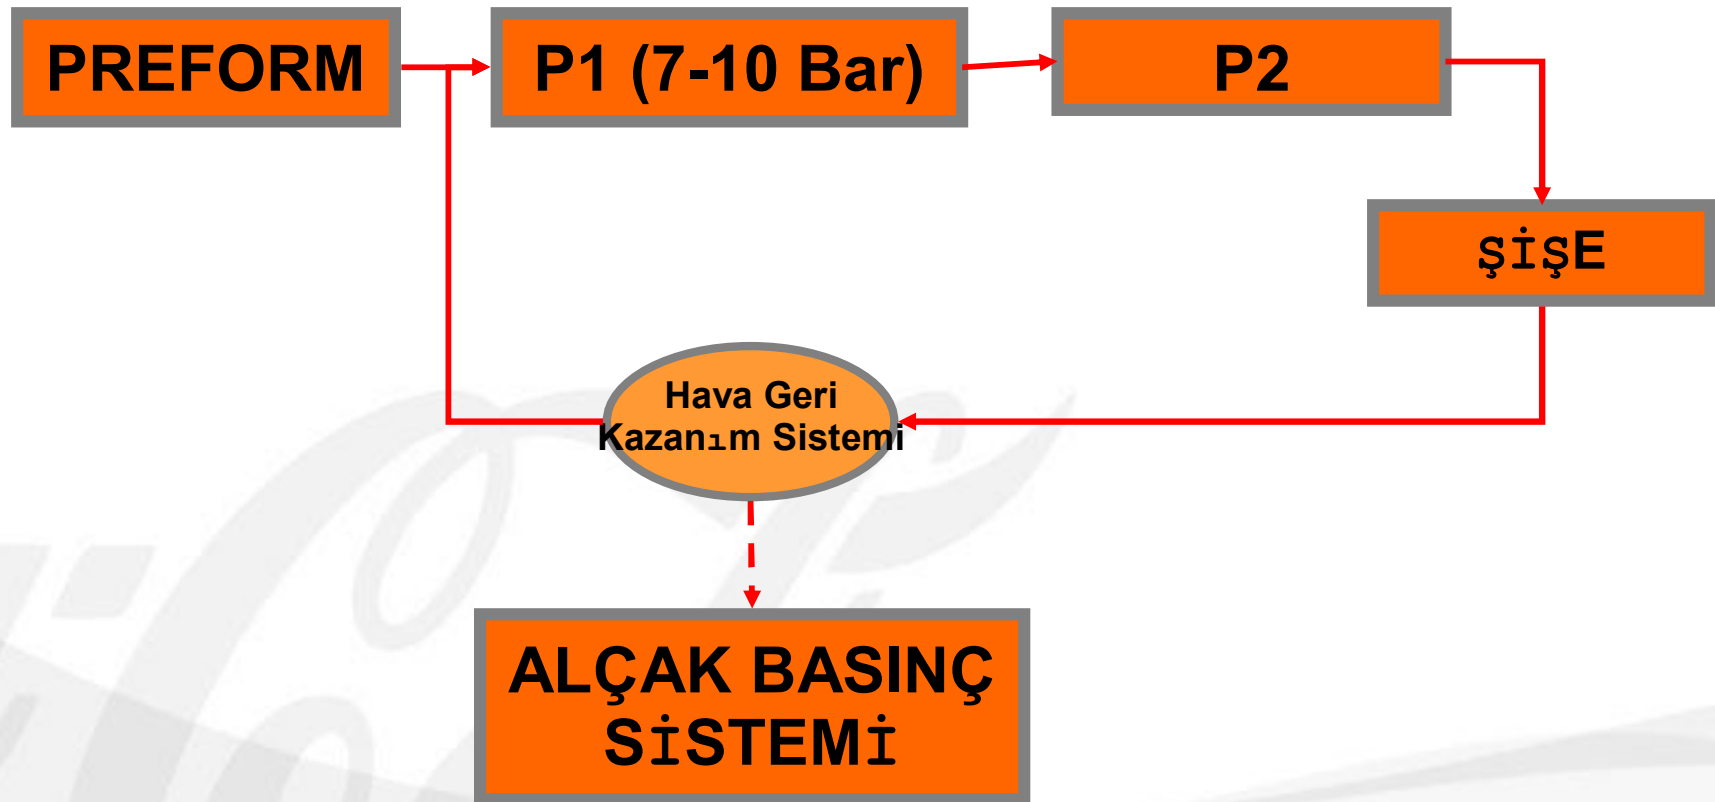 PREFORM
P1 (7-10 Bar)
P2
ŞİŞE
Hava Geri
Kazanım Sistemi
ALÇAK BASINÇ
SİSTEMİ